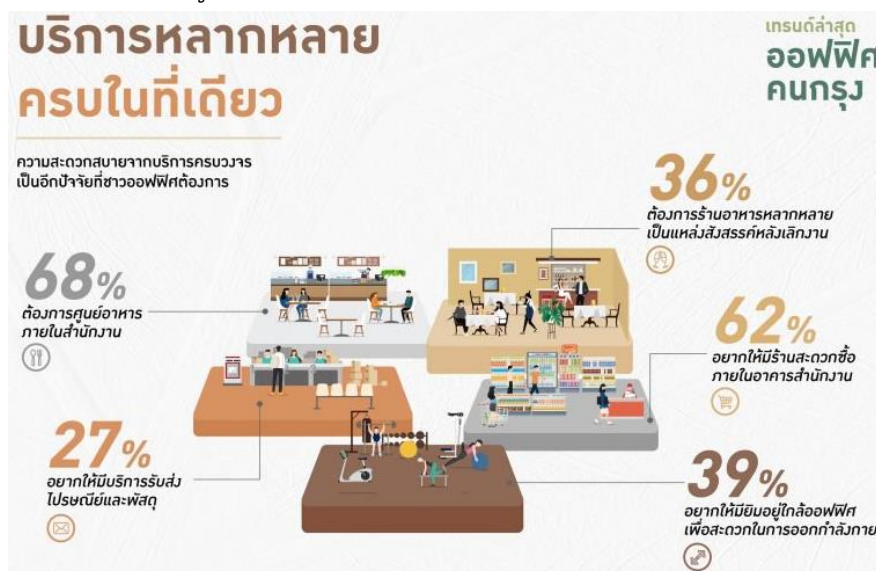 บริการหลากหลาย
ครบในที่เดียว
ความสะดวกสบายจากบริการครบวงจร
เป็นอีกปัจจัยที่ชาวออฟฟิศต้องการ
เทรนด์ล่าสุด
ออฟฟิศ
คนกรุง
36%
ต้องการร้านอาหารหลากหลาย
เป็นแหล่งสังสรรค์หลังเลิกงาน
68%
ต้องการศูนย์อาหาร
ภายในสำนักงาน
62%
อยากให้มีร้านสะดวกซื้อ
ภายในอาคารสำนักงาน
27%
อยากให้มีบริการรับส่ง
ไปรษณีย์และพัสดุ
39%
อยากให้มียิมอยู่ใกล้ออฟฟิศ
เพื่อสะดวกในการออกกำลังกาย